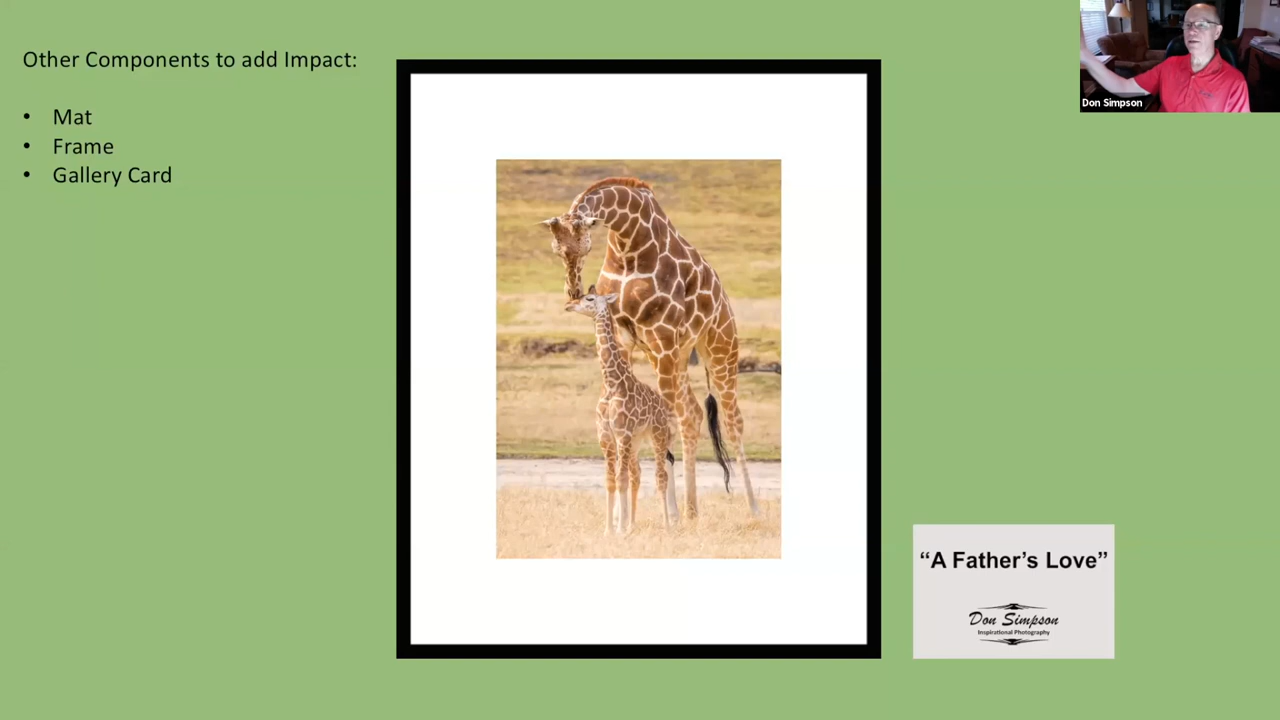 Other Components to add Impact:
• Mat
• Frame
• Gallery Card
Don Simpson
“A Father’s Love”
Don Simpson
Inspirational Photography